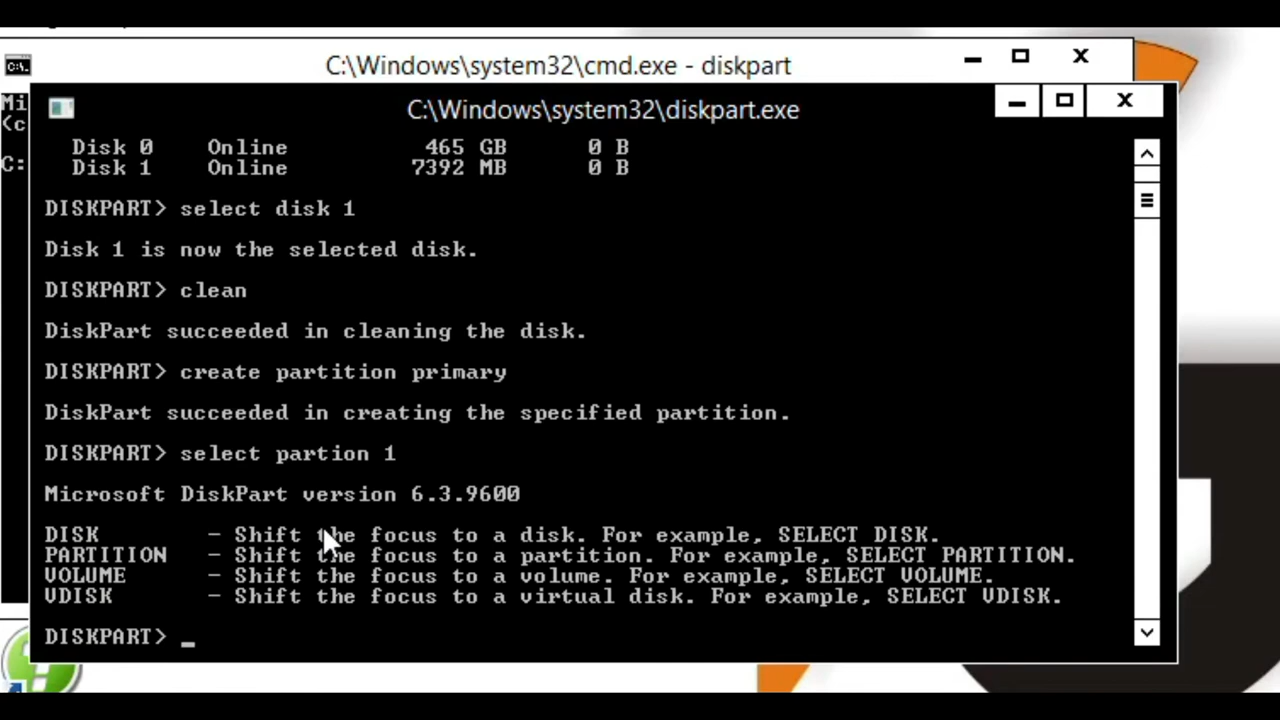 C:\Windows\system32\cmd.exe - diskpart
Mi
<c
C:
C:\Windows\system32\diskpart.exe
Disk 0 Online 465 GB 0 B
Disk 1 Online 7392 MB 0 B
DISKPART> select disk 1
Disk 1 is now the selected disk.
DISKPART> clean
DiskPart succeeded in cleaning the disk.
DISKPART> create partition primary
DiskPart succeeded in creating the specified partition.
DISKPART> select partion 1
Microsoft DiskPart version 6.3.9600
DISK - Shift the focus to a disk. For example, SELECT DISK.
PARTITION - Shift the focus to a partition. For example, SELECT PARTITION.
VOLUME - Shift the focus to a volume. For example, SELECT VOLUME.
VDISK - Shift the focus to a virtual disk. For example, SELECT VDISK.
DISKPART> _